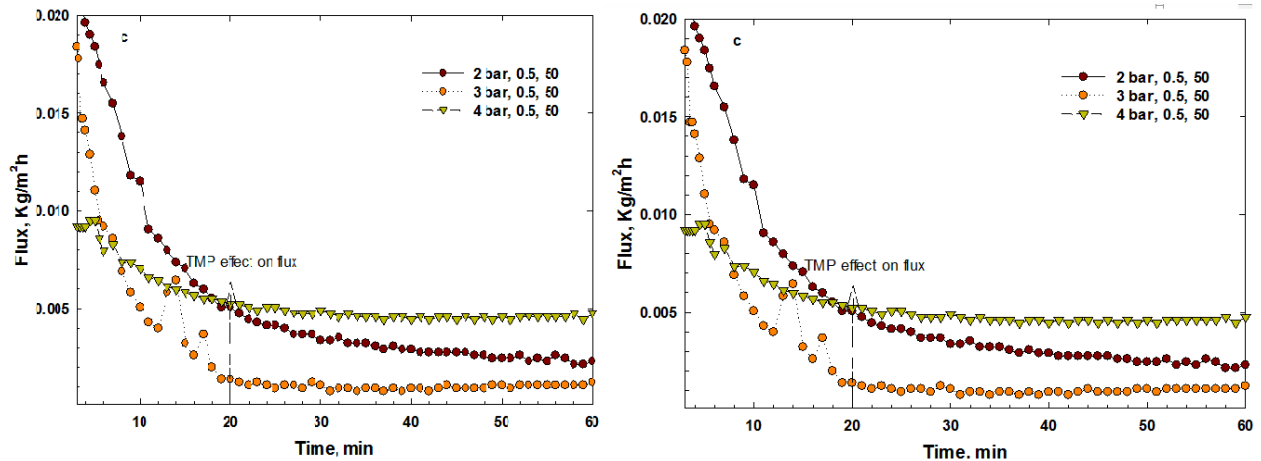 0.020
c
2 bar, 0.5, 50
3 bar, 0.5, 50
4 bar, 0.5, 50
0.015
Flux, Kg/m²h
0.010
TMP effect on flux
0.005
10 20 30 40 50 60
Time, min
0.020
c
2 bar, 0.5, 50
3 bar, 0.5, 50
4 bar, 0.5, 50
0.015
Flux, Kg/m²h
0.010
TMP effect on flux
0.005
10 20 30 40 50 60
Time. min